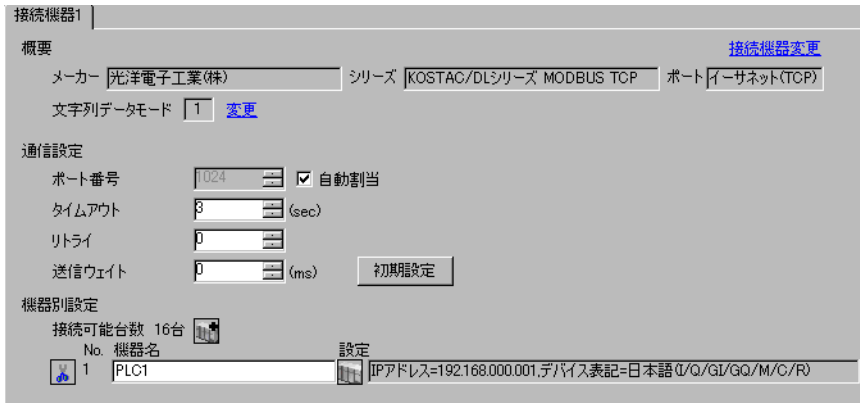 接続機器1
概要 接続機器変更
メーカー 光洋電子工業(株) シリーズ KOSTAC/DLシリーズ MODBUS TCP ポート イーサネット(TCP)
文字列データモード 1 変更
通信設定
ポート番号 1024 自動割当
タイムアウト 3 (sec)
リトライ 0
送信ウェイト 0 (ms) 初期設定
機器別設定
接続可能台数 16台
No. 機器名 設定
1 PLC1 IPアドレス=192.168.000.001,デバイス表記=日本語(I/Q/GI/GQ/M/C/R)